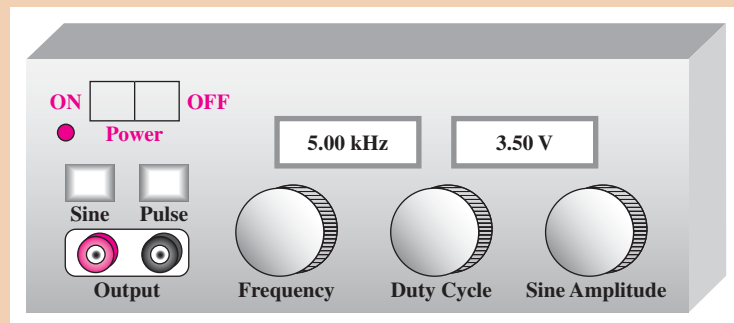 ON OFF
Power
5.00 kHz 3.50 V
Sine Pulse
Output Frequency Duty Cycle Sine Amplitude